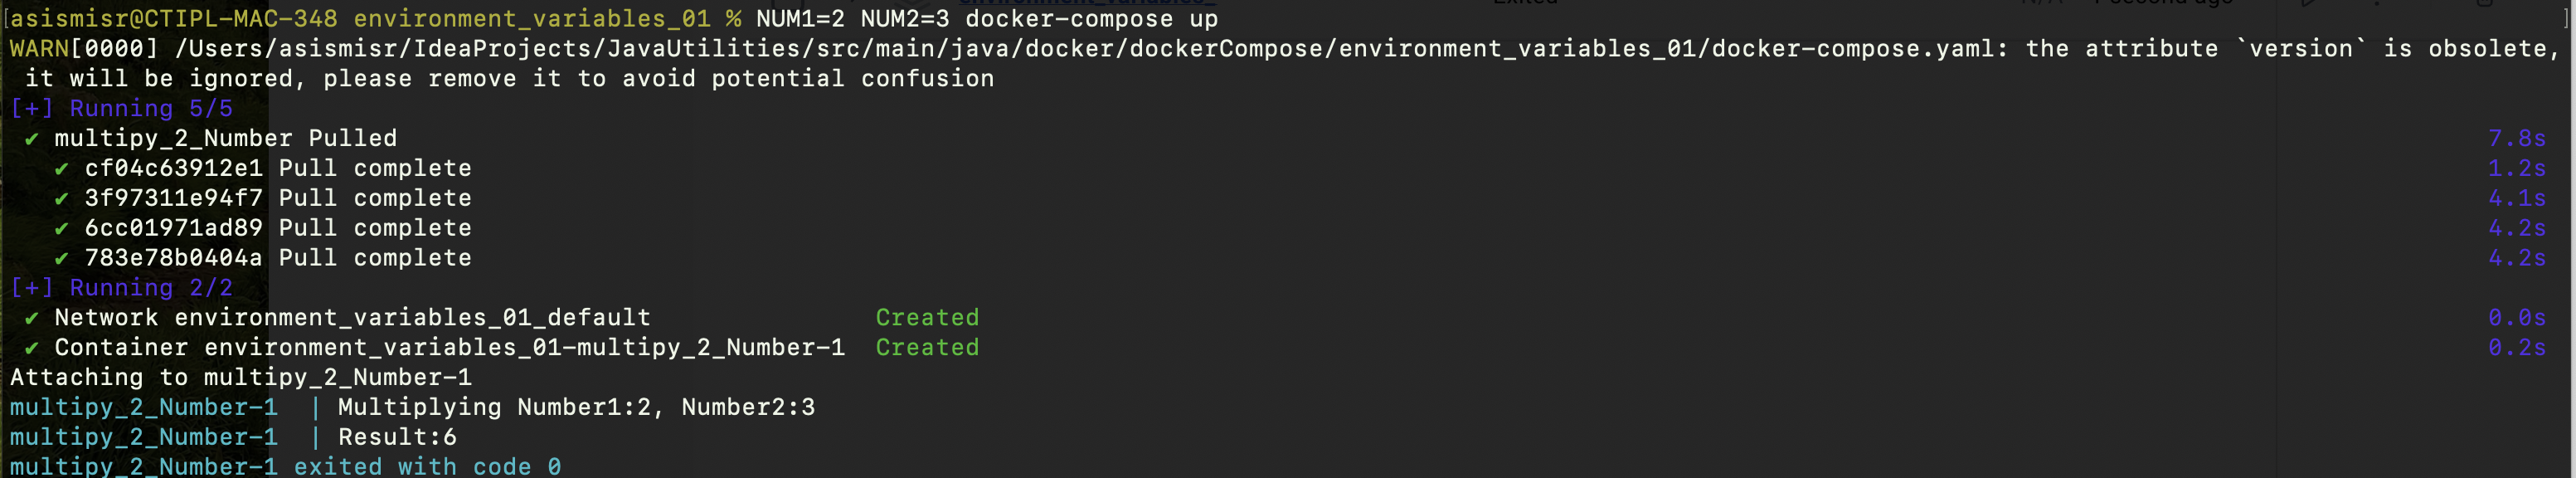 [asismisr@CTIPL-MAC-348 environment_variables_01 % NUM1=2 NUM2=3 docker-compose up ]
WARN[0000] /Users/asismisr/IdeaProjects/JavaUtilities/src/main/java/docker/dockerCompose/environment_variables_01/docker-compose.yaml: the attribute `version` is obsolete,
it will be ignored, please remove it to avoid potential confusion
[+] Running 5/5
✔ multipy_2_Number Pulled 7.8s
✔ cf04c63912e1 Pull complete 1.2s
✔ 3f97311e94f7 Pull complete 4.1s
✔ 6cc01971ad89 Pull complete 4.2s
✔ 783e78b0404a Pull complete 4.2s
[+] Running 2/2
✔ Network environment_variables_01_default Created 0.0s
✔ Container environment_variables_01-multipy_2_Number-1 Created 0.2s
Attaching to multipy_2_Number-1
multipy_2_Number-1 | Multiplying Number1:2, Number2:3
multipy_2_Number-1 | Result:6
multipy_2_Number-1 exited with code 0